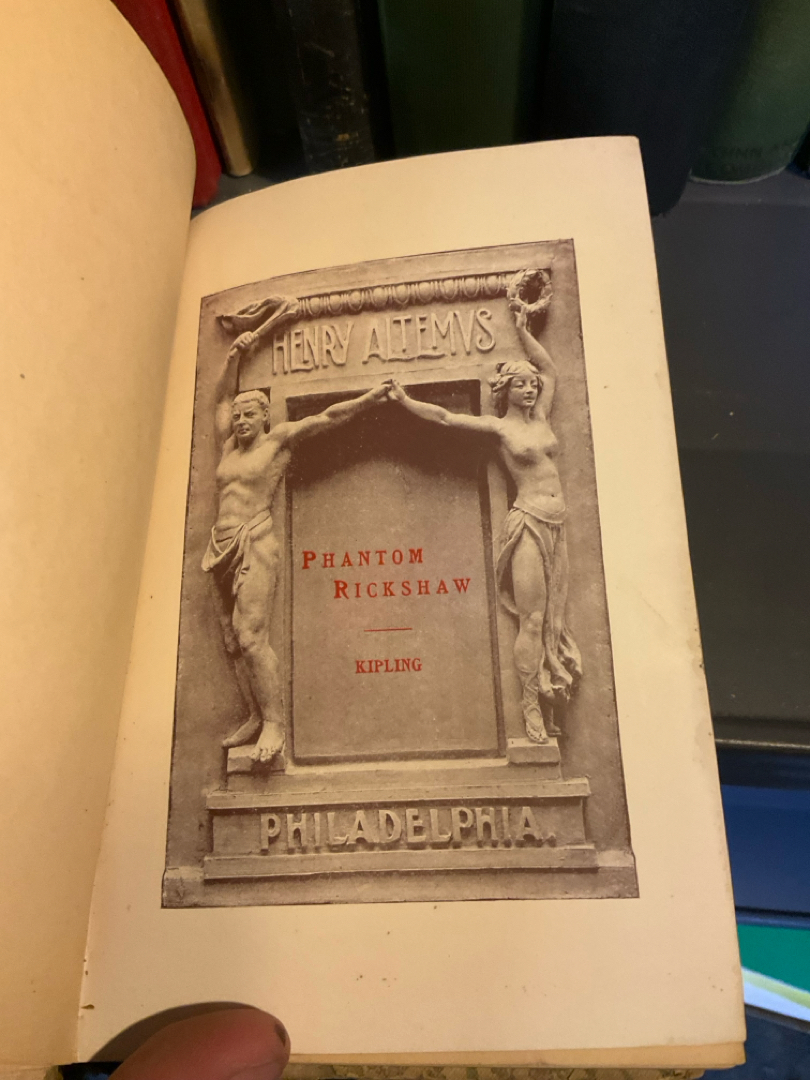 HENRY ALTEMVS
PHANTOM
RICKSHAW
KIPLING
PHILADELPHIA.